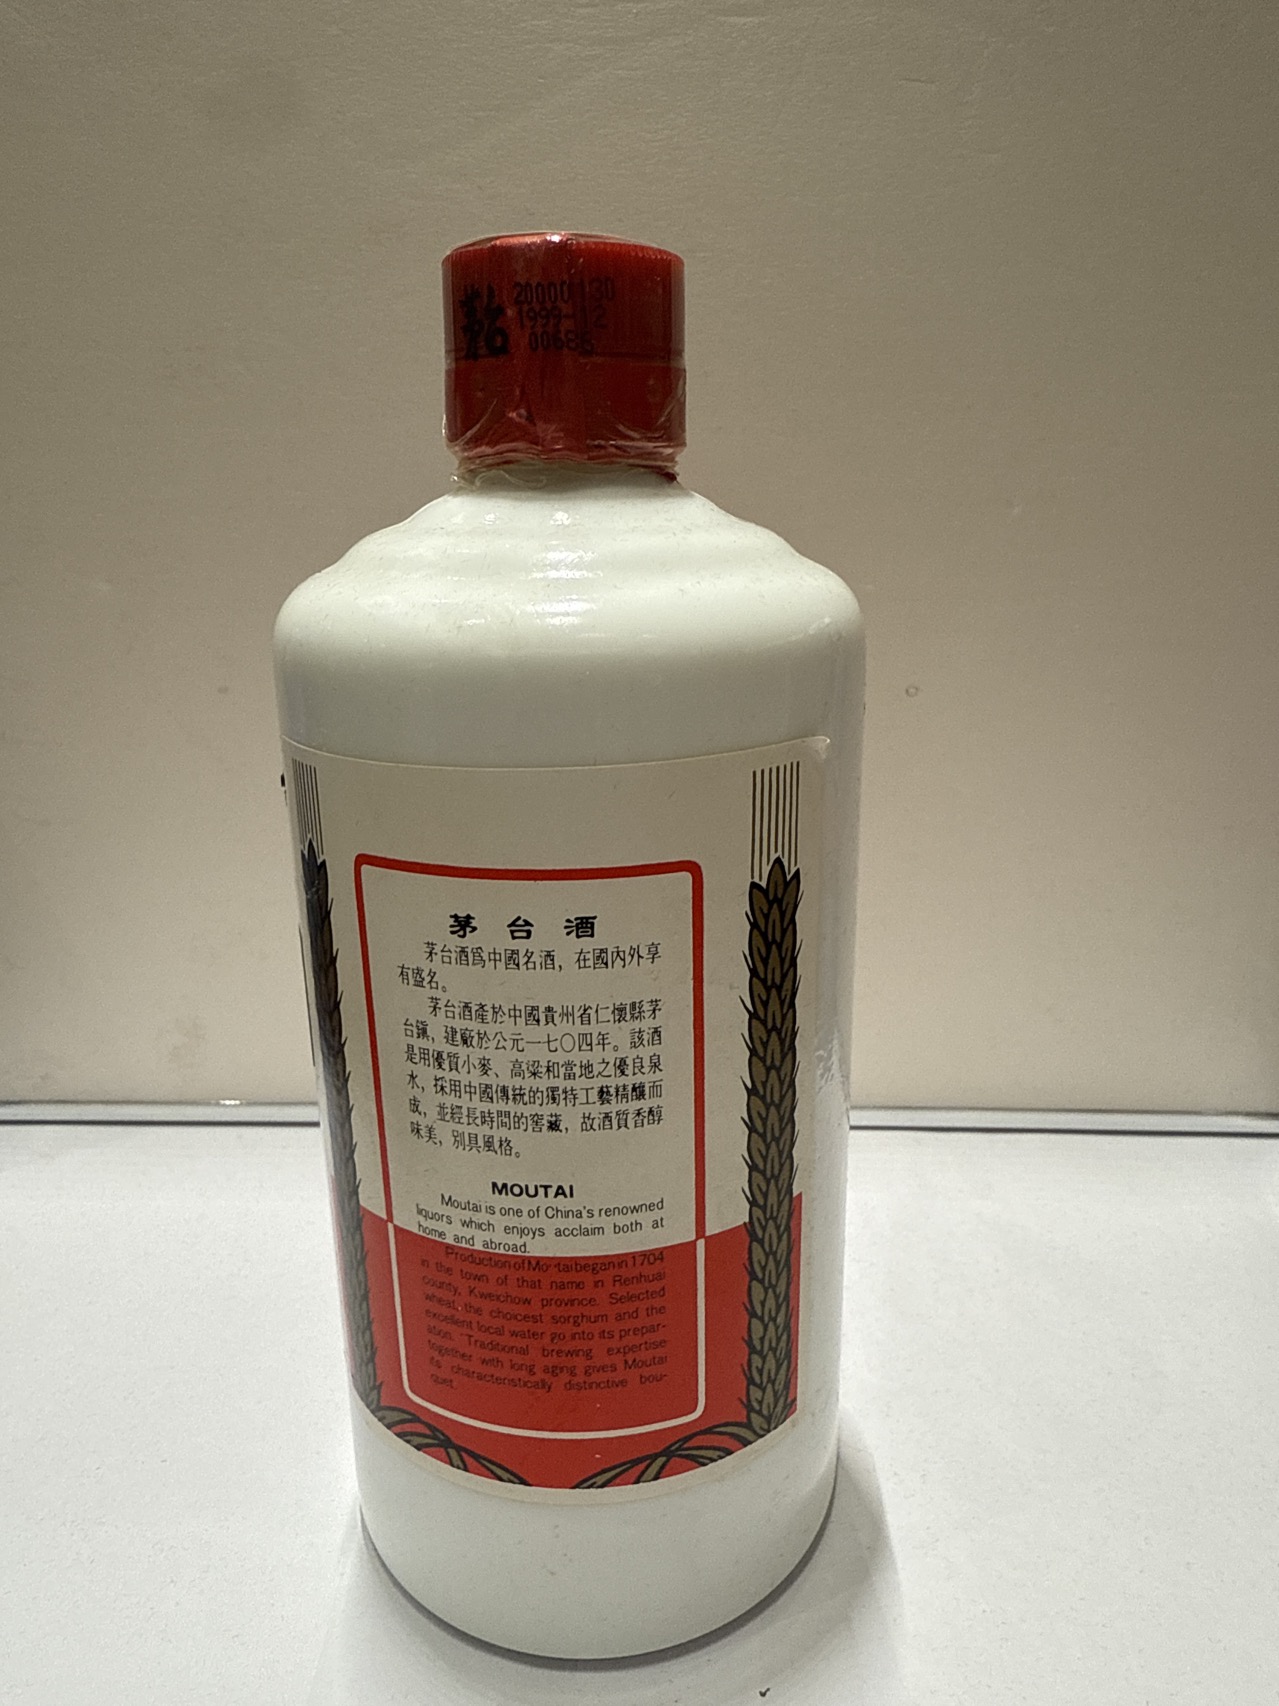 1999-12
茅台酒
茅台酒爲中國名酒，在國內外享
有盛名。
茅台酒產於中國貴州省仁懷縣茅
台鎭，建廠於公元一七〇四年。該酒
是用優質小麥、高梁和當地之優良泉
水，採用中國傳統的獨特工藝精釀而
成，並經長時間的窖藏，故酒質香醇
味美，別具風格。
MOUTAI
Moutai is one of China's renowned
liquors which enjoys acclaim both at
home and abroad.
Production of Mo-tai began in 1704
in the town of that name in Renhuai
county, Kweichow province. Selected
wheat, the choicest sorghum and the
excellent local water go into its prepar-
ation. Traditional brewing expertise
together with long aging gives Moutai
its characteristically distinctive bou-
quet.